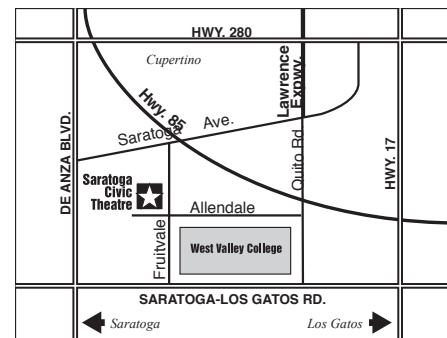 HWY. 280
Cupertino
Lawrence
Expwy.
Hwy. 85
Saratoga Ave.
DE ANZA BLVD.
Saratoga
Civic
Theatre
Quito Rd
HWY. 17
Allendale
Fruitvale
West Valley College
SARATOGA-LOS GATOS RD.
Saratoga
Los Gatos